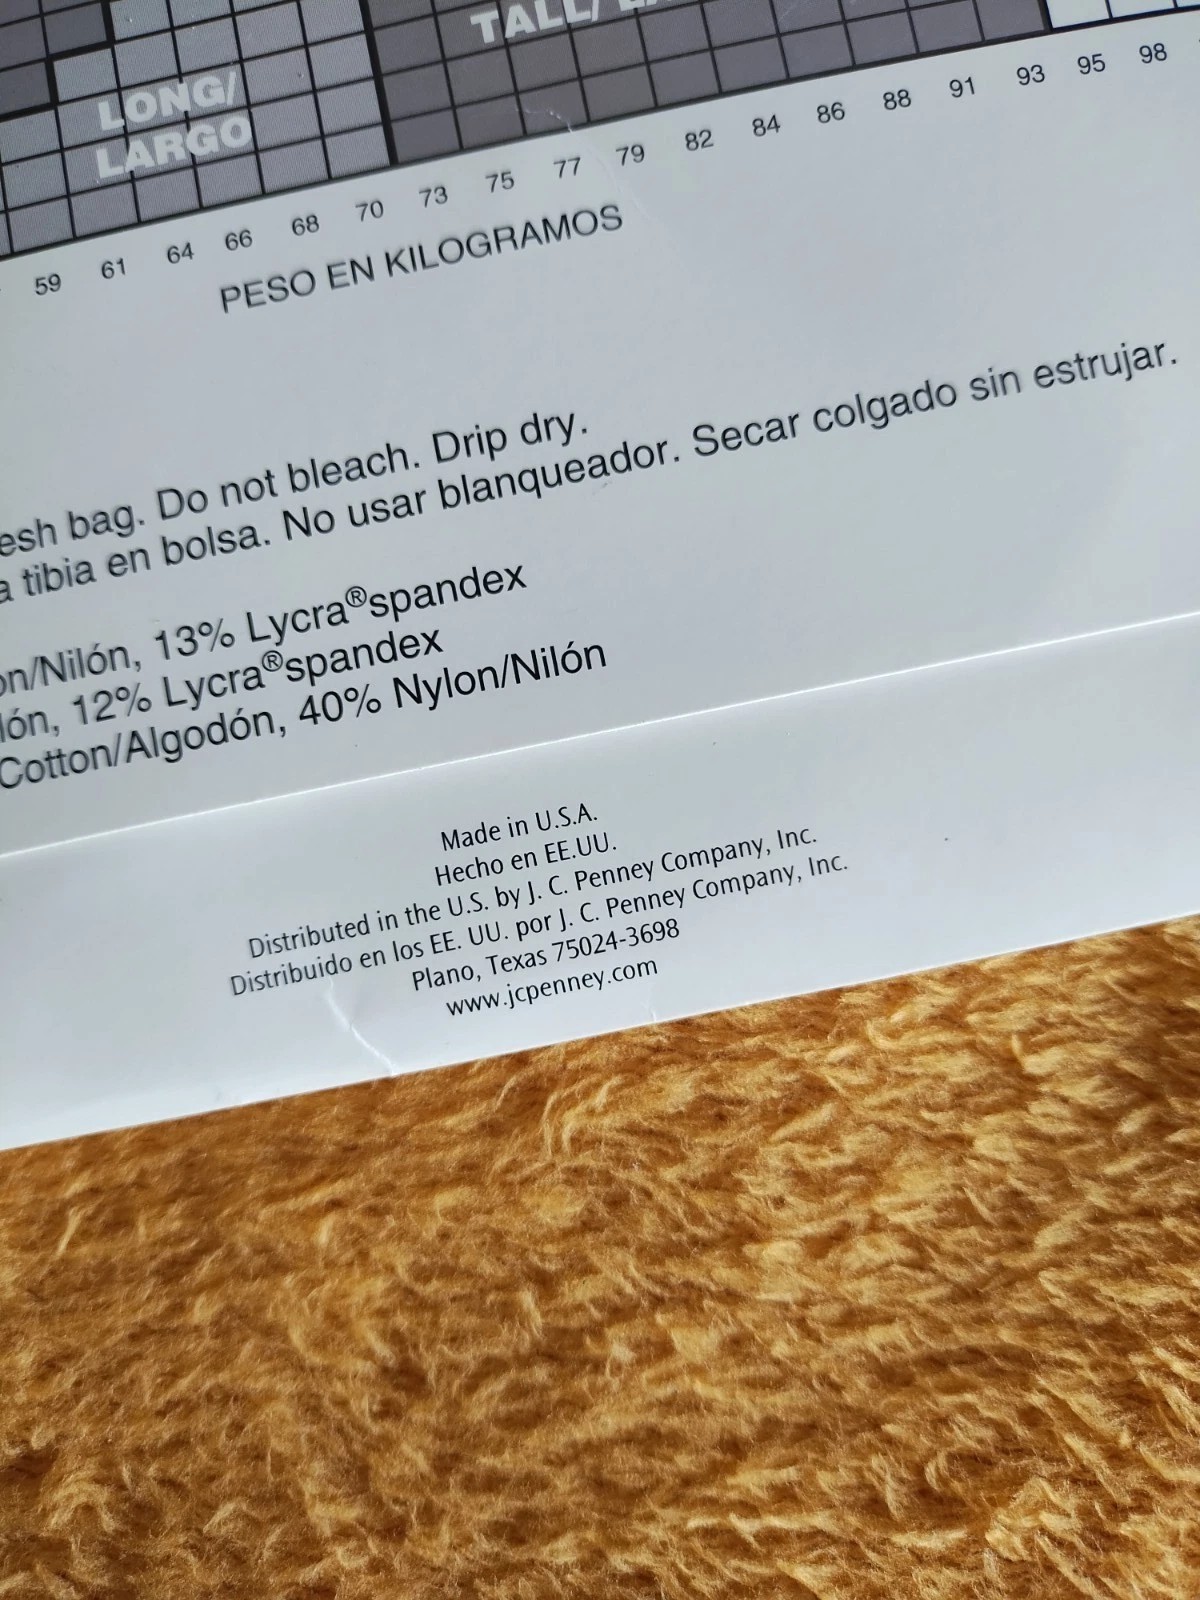 TALL/
LONG/
LARGO
59 61 64 66 68 70 73 75 77 79 82 84 86 88 91 93 95 98
PESO EN KILOGRAMOS
esh bag. Do not bleach. Drip dry.
a tibia en bolsa. No usar blanqueador. Secar colgado sin estrujar.
on/Nilón, 13% Lycra®spandex
lón, 12% Lycra®spandex
Cotton/Algodón, 40% Nylon/Nilón
Made in U.S.A.
Hecho en EE.UU.
Distributed in the U.S. by J. C. Penney Company, Inc.
Distribuido en los EE. UU. por J. C. Penney Company, Inc.
Plano, Texas 75024-3698
www.jcpenney.com